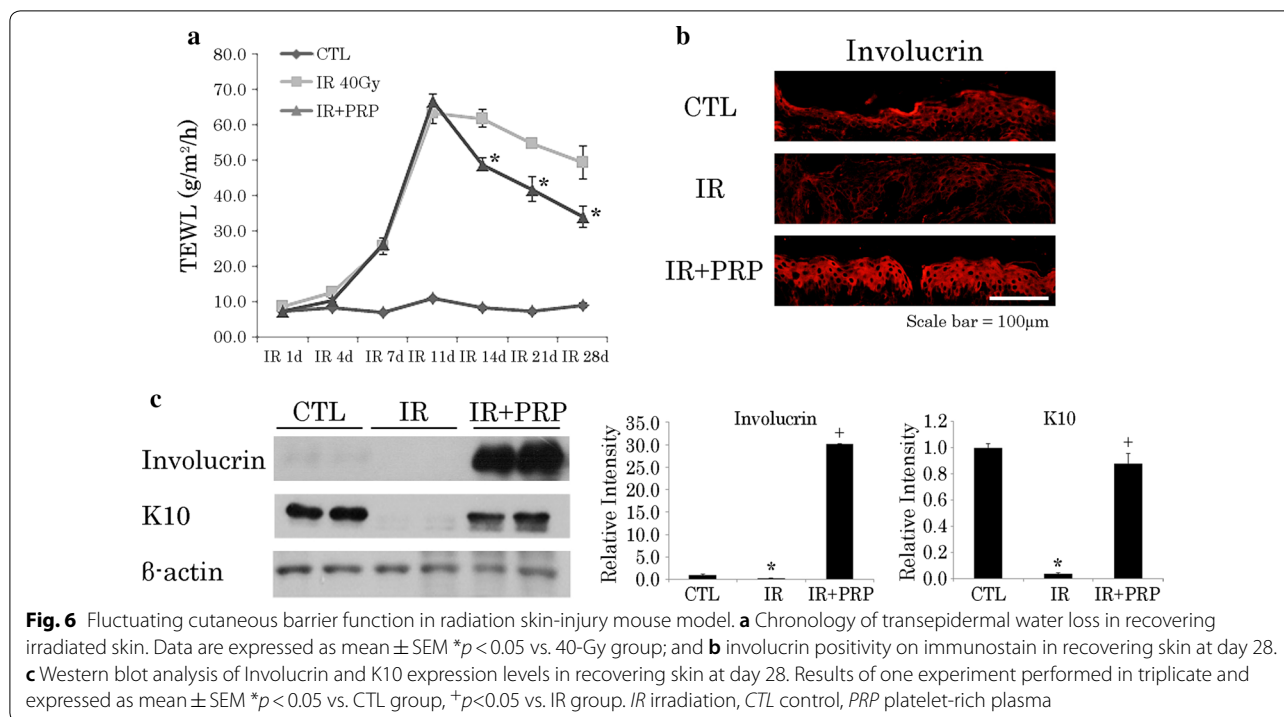 a
80.0
70.0
60.0
50.0
40.0
30.0
20.0
10.0
00.0
TEWL (g/m²/h)
CTL
IR 40Gy
IR+PRP
*
*
*
IR 1d IR 4d IR 7d IR 11d IR 14d IR 21d IR 28d
b
Involucrin
CTL
IR
IR+PRP
Scale bar = 100μm
c
CTL IR IR+PRP
Involucrin
K10
β-actin
Involucrin
Relative Intensity
35.0
30.0
25.0
20.0
15.0
10.0
5.0
0.0
*
+
CTL IR IR+PRP
K10
Relative Intensity
1.2
1.0
0.8
0.6
0.4
0.2
0.0
*
+
CTL IR IR+PRP
Fig. 6 Fluctuating cutaneous barrier function in radiation skin-injury mouse model. a Chronology of transepidermal water loss in recovering
irradiated skin. Data are expressed as mean ± SEM *p < 0.05 vs. 40-Gy group; and b involucrin positivity on immunostain in recovering skin at day 28.
c Western blot analysis of Involucrin and K10 expression levels in recovering skin at day 28. Results of one experiment performed in triplicate and
expressed as mean ± SEM *p < 0.05 vs. CTL group, ⁺p<0.05 vs. IR group. IR irradiation, CTL control, PRP platelet-rich plasma